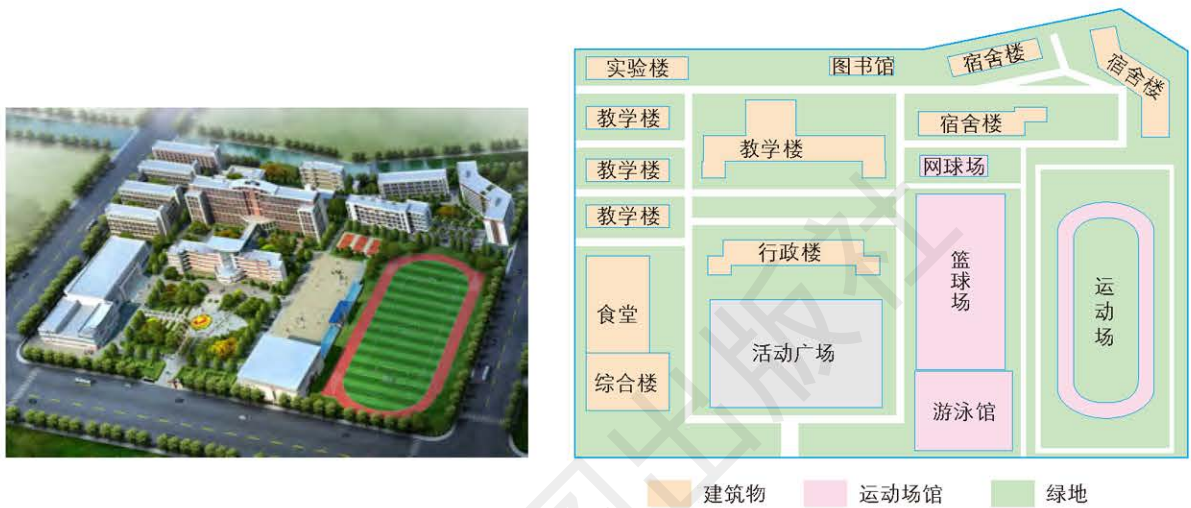 实验楼
图书馆
宿舍楼
宿舍楼
教学楼
教学楼
宿舍楼
教学楼
网球场
教学楼
行政楼
篮球场
运动场
食堂
活动广场
综合楼
游泳馆
建筑物
运动场馆
绿地
出版社